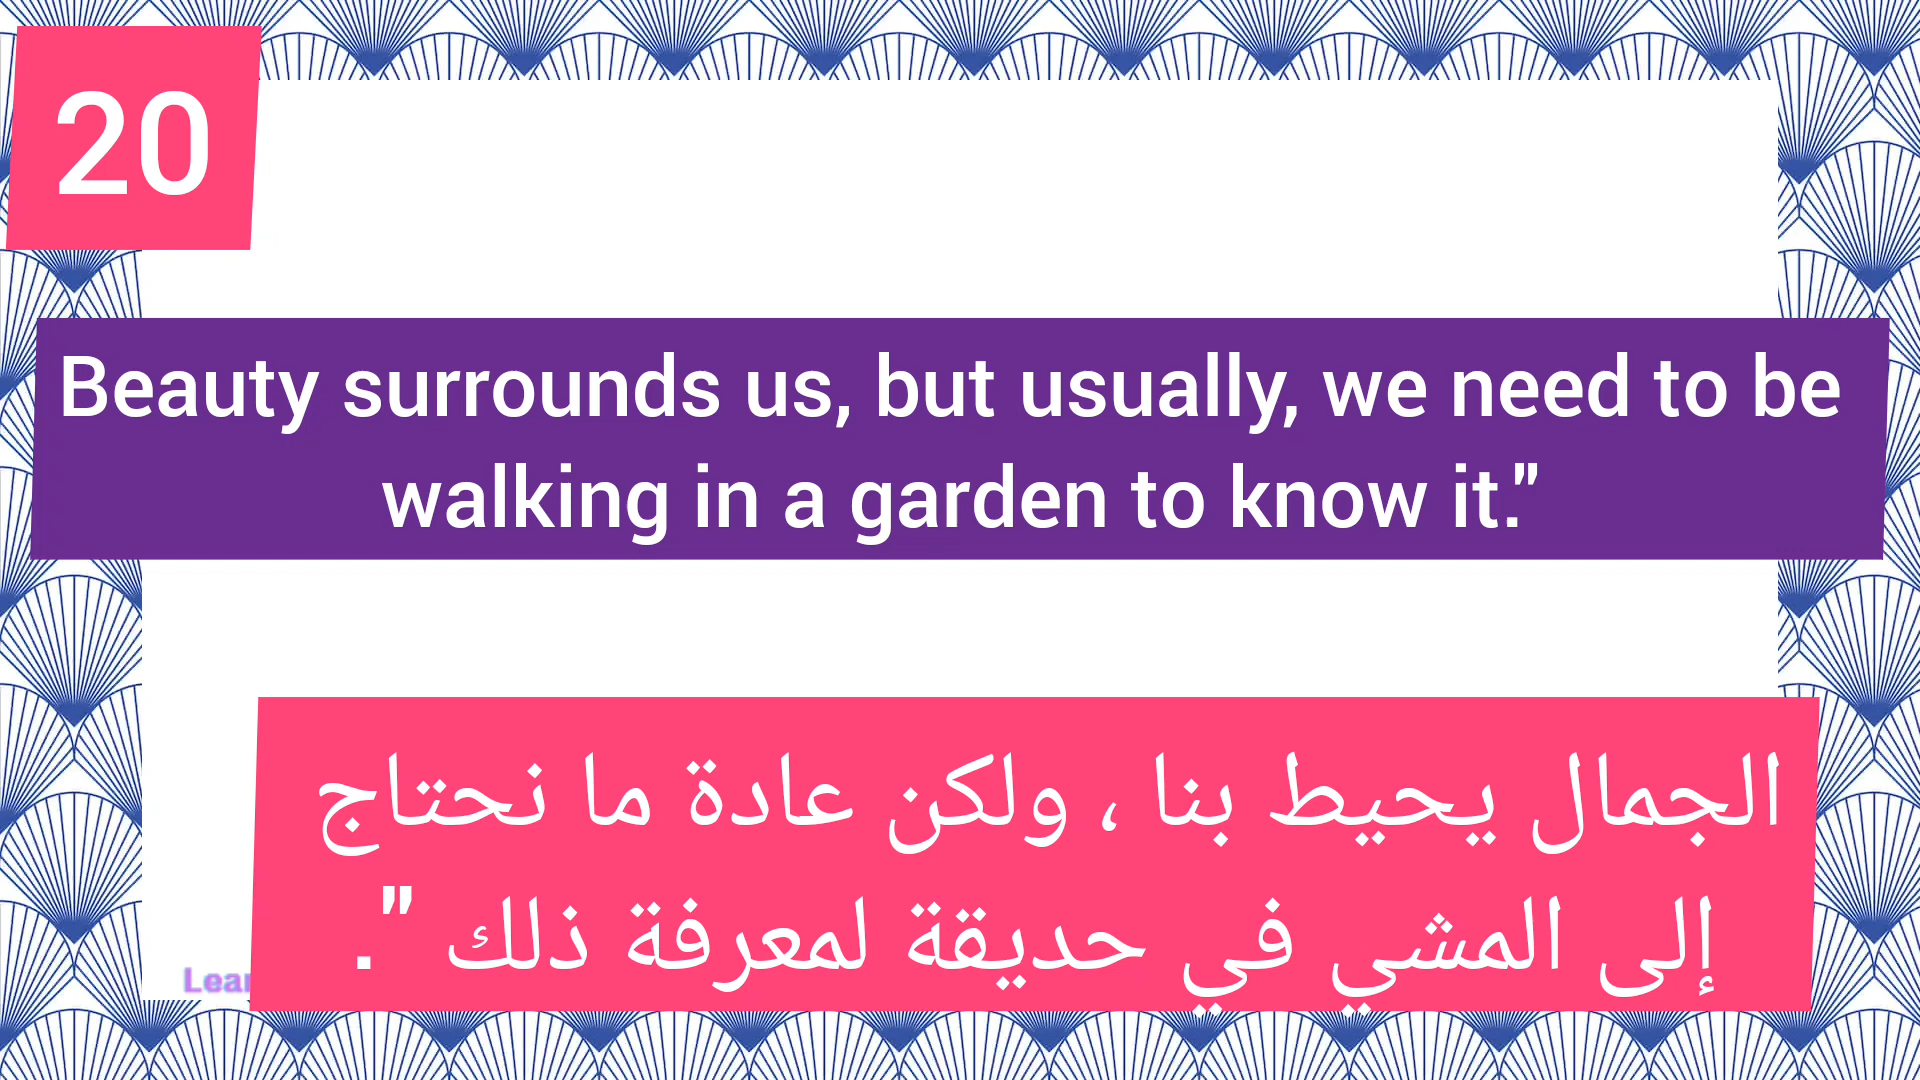 20
Beauty surrounds us, but usually, we need to be
walking in a garden to know it."
الجمال يحيط بنا ، ولكن عادة ما نحتاج
إلى المشي في حديقة لمعرفة ذلك ".
Lear